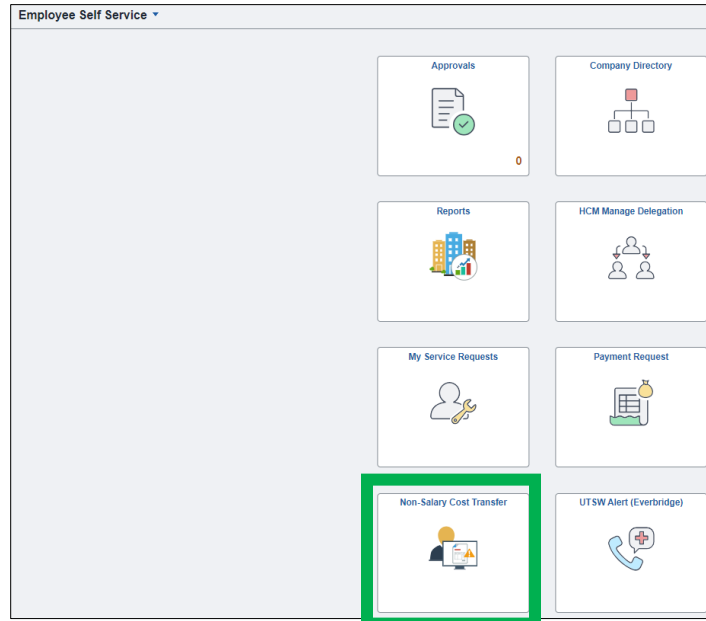 Employee Self Service
Approvals
Company Directory
0
Reports
HCM Manage Delegation
My Service Requests
Payment Request
Non-Salary Cost Transfer
UTSW Alert (Everbridge)